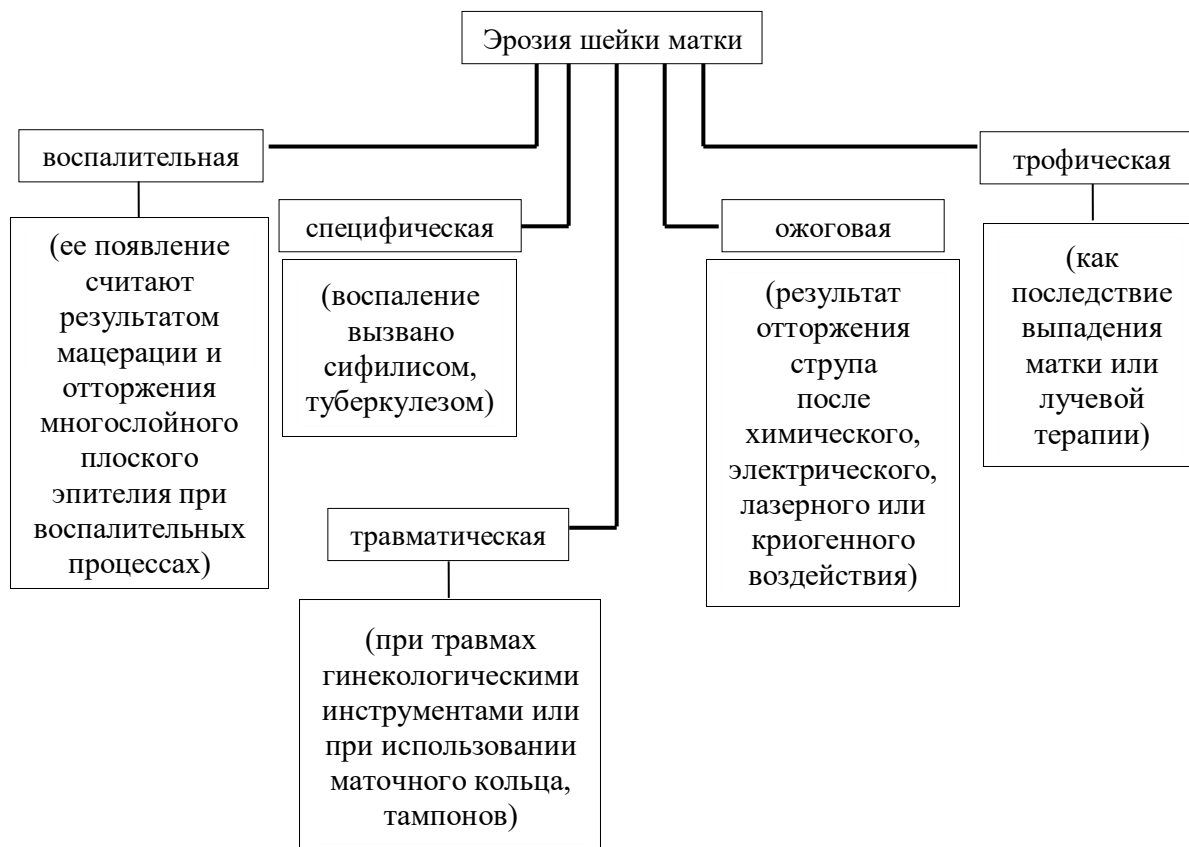 Эрозия шейки матки
воспалительная
(ее появление
считают
результатом
мацерации и
отторжения
многослойного
плоского
эпителия при
воспалительных
процессах)
специфическая
(воспаление
вызвано
сифилисом,
туберкулезом)
травматическая
(при травмах
гинекологическими
инструментами или
при использовании
маточного кольца,
тампонов)
ожоговая
(результат
отторжения
струпа
после
химического,
электрического,
лазерного или
криогенного
воздействия)
трофическая
(как
последствие
выпадения
матки или
лучевой
терапии)